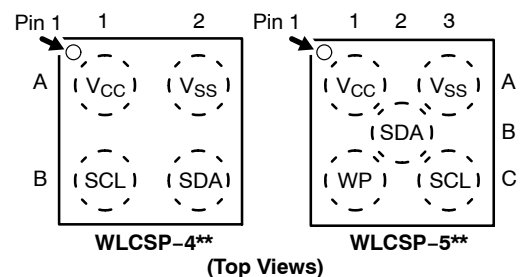 Pin 1 1 2 Pin 1 1 2 3
A VCC VSS VCC VSS A
SDA B
B SCL SDA WP SCL C
WLCSP−4** WLCSP−5**
(Top Views)